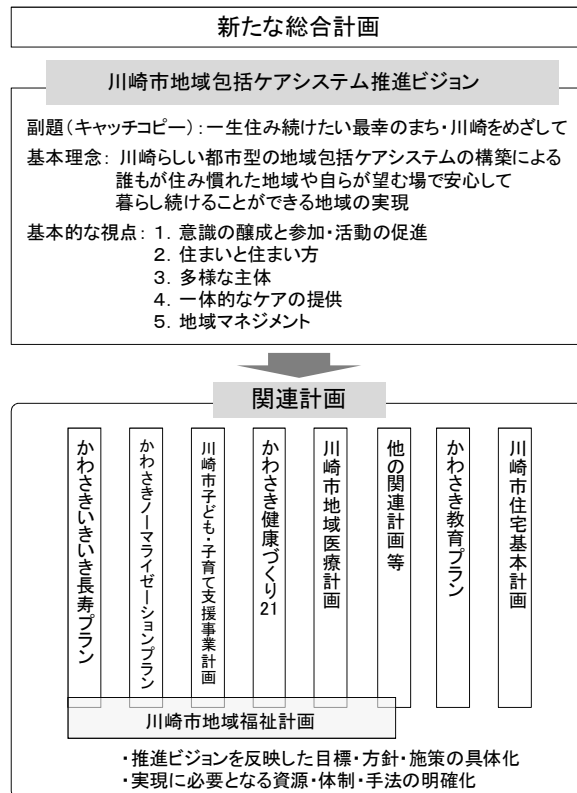 新たな総合計画
川崎市地域包括ケアシステム推進ビジョン
副題(キャッチコピー):一生住み続けたい最幸のまち・川崎をめざして
基本理念: 川崎らしい都市型の地域包括ケアシステムの構築による
誰もが住み慣れた地域や自らが望む場で安心して
暮らし続けることができる地域の実現
基本的な視点: 1. 意識の醸成と参加・活動の促進
2. 住まいと住まい方
3. 多様な主体
4. 一体的なケアの提供
5. 地域マネジメント
関連計画
かわさきいきいき長寿プラン
かわさきノーマライゼーションプラン
川崎市子ども・子育て支援事業計画
かわさき健康づくり21
川崎市地域医療計画
他の関連計画等
かわさき教育プラン
川崎市住宅基本計画
川崎市地域福祉計画
・推進ビジョンを反映した目標・方針・施策の具体化
・実現に必要となる資源・体制・手法の明確化